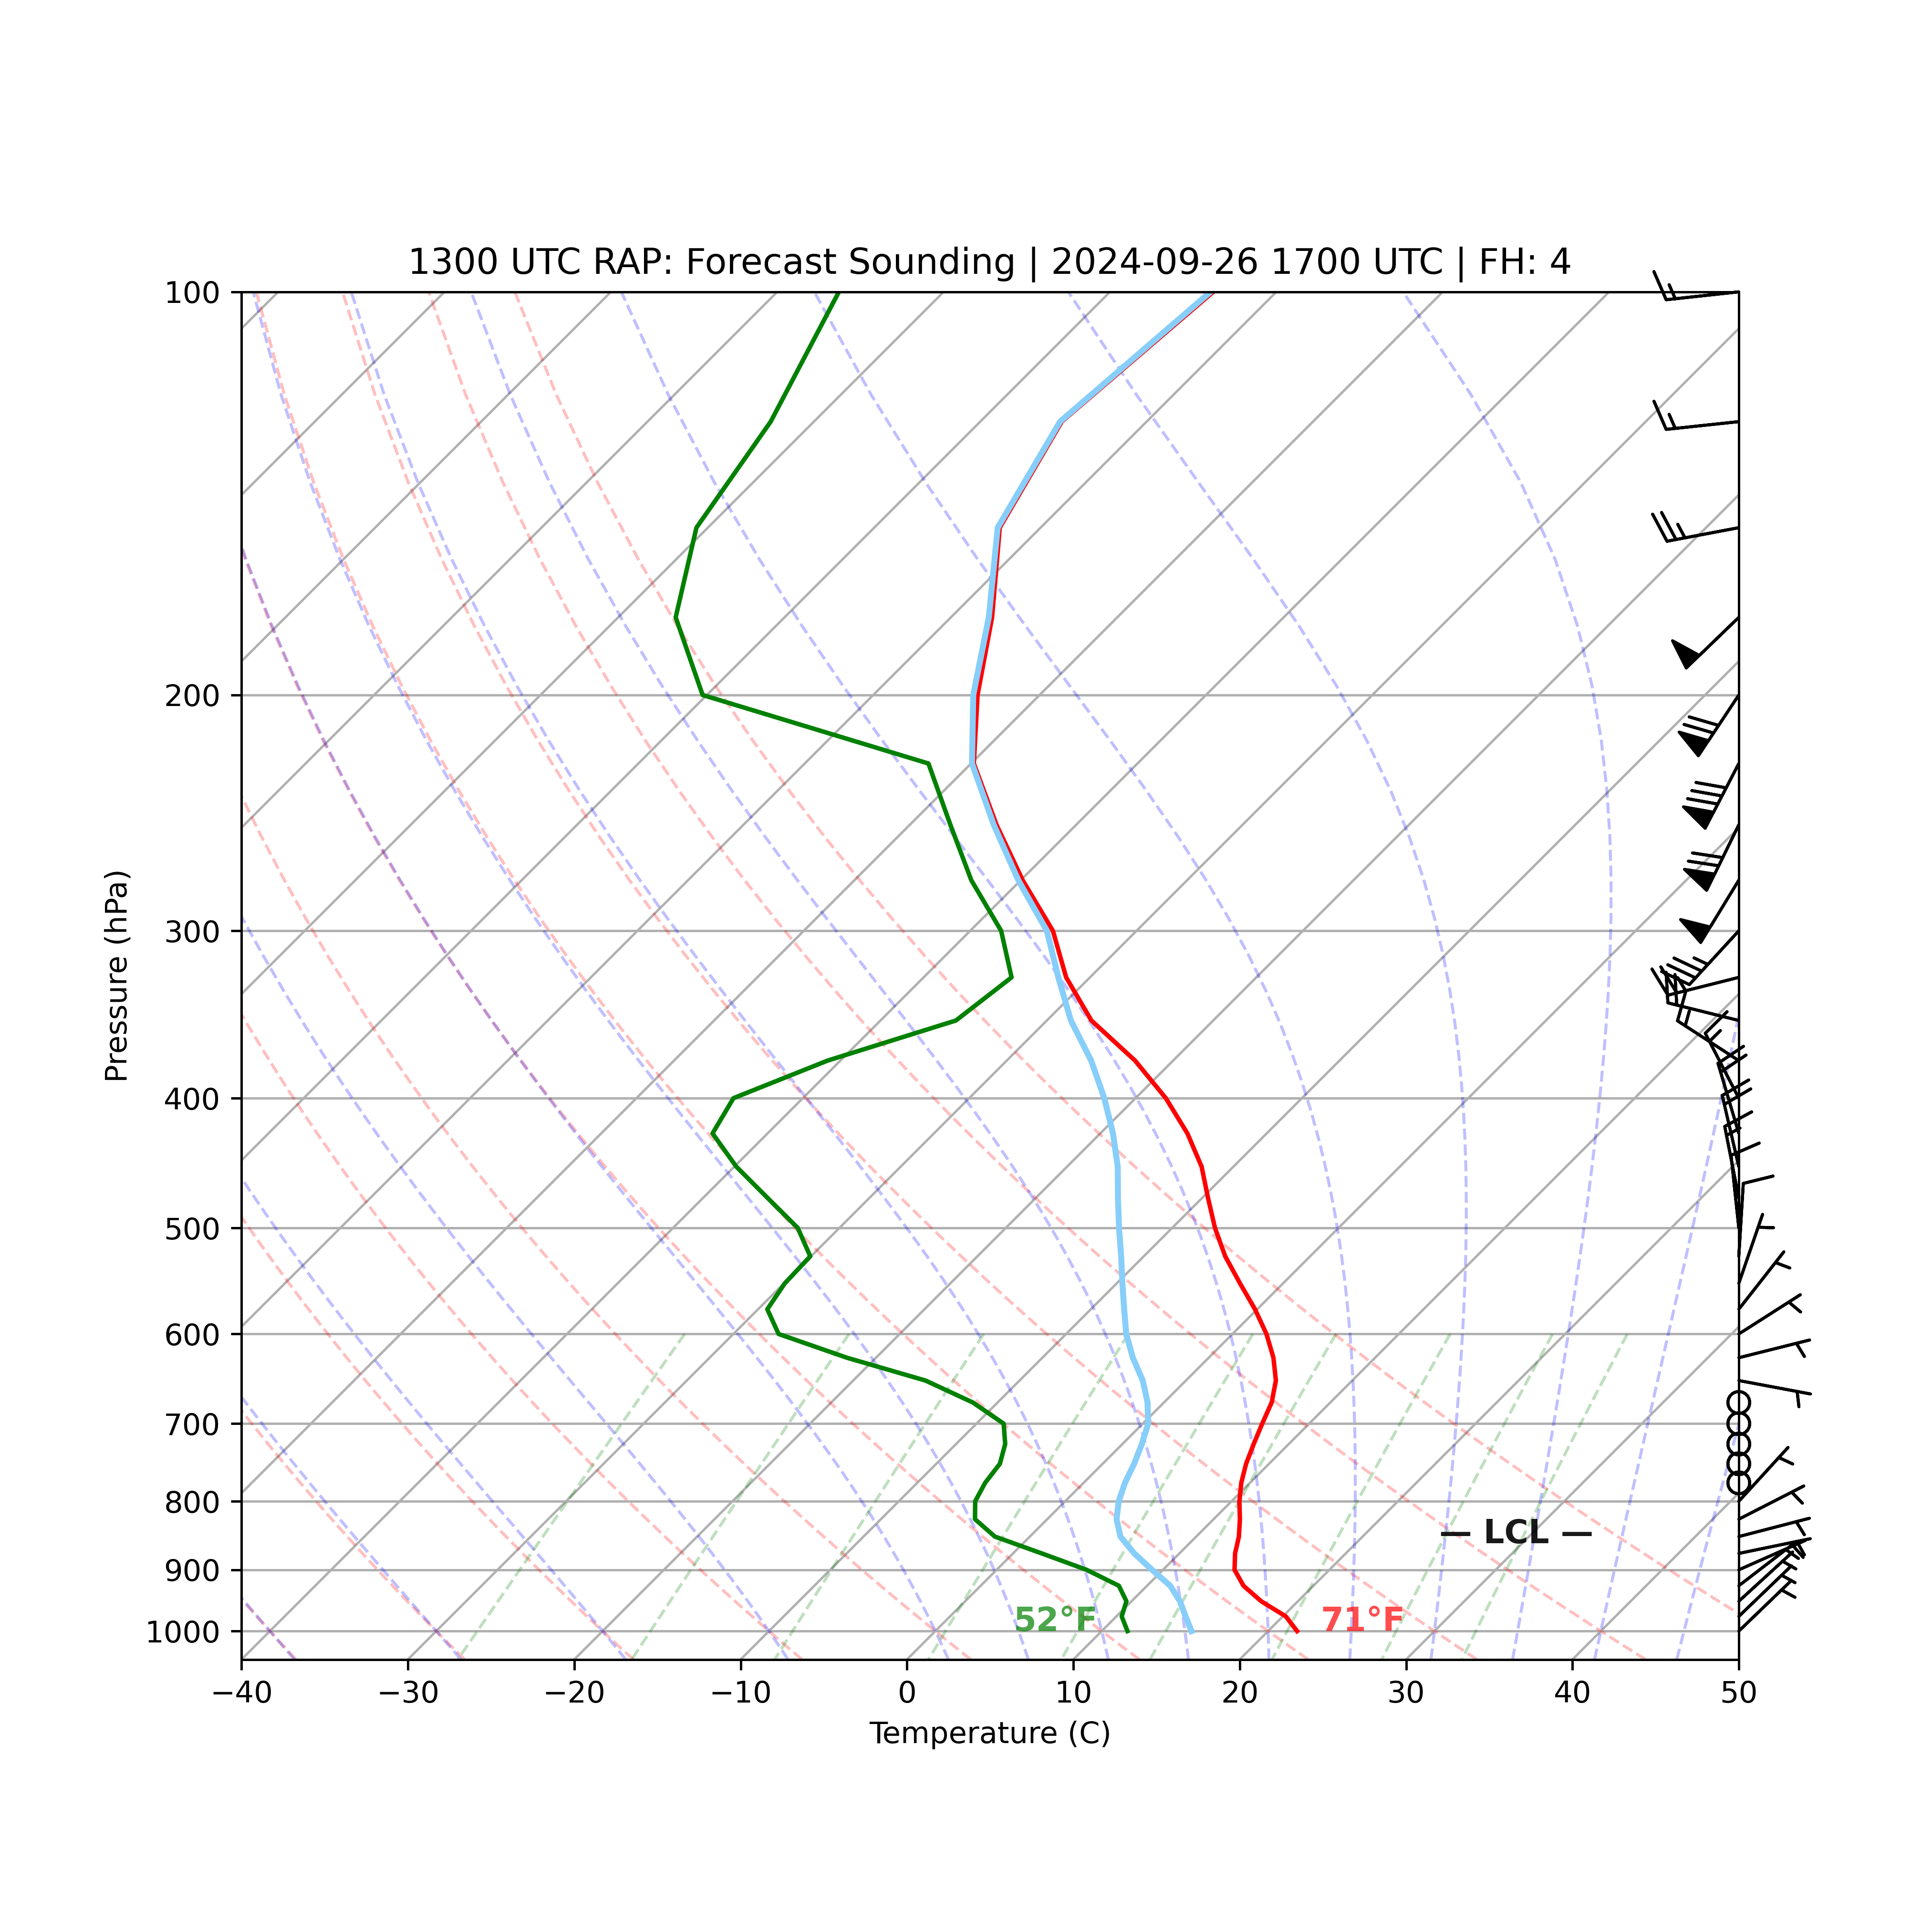 1300 UTC RAP: Forecast Sounding | 2024-09-26 1700 UTC | FH: 4
100
200
300
400
500
600
700
800
900
1000
Pressure (hPa)
— LCL —
52°F
71°F
−40 −30 −20 −10 0 10 20 30 40 50
Temperature (C)